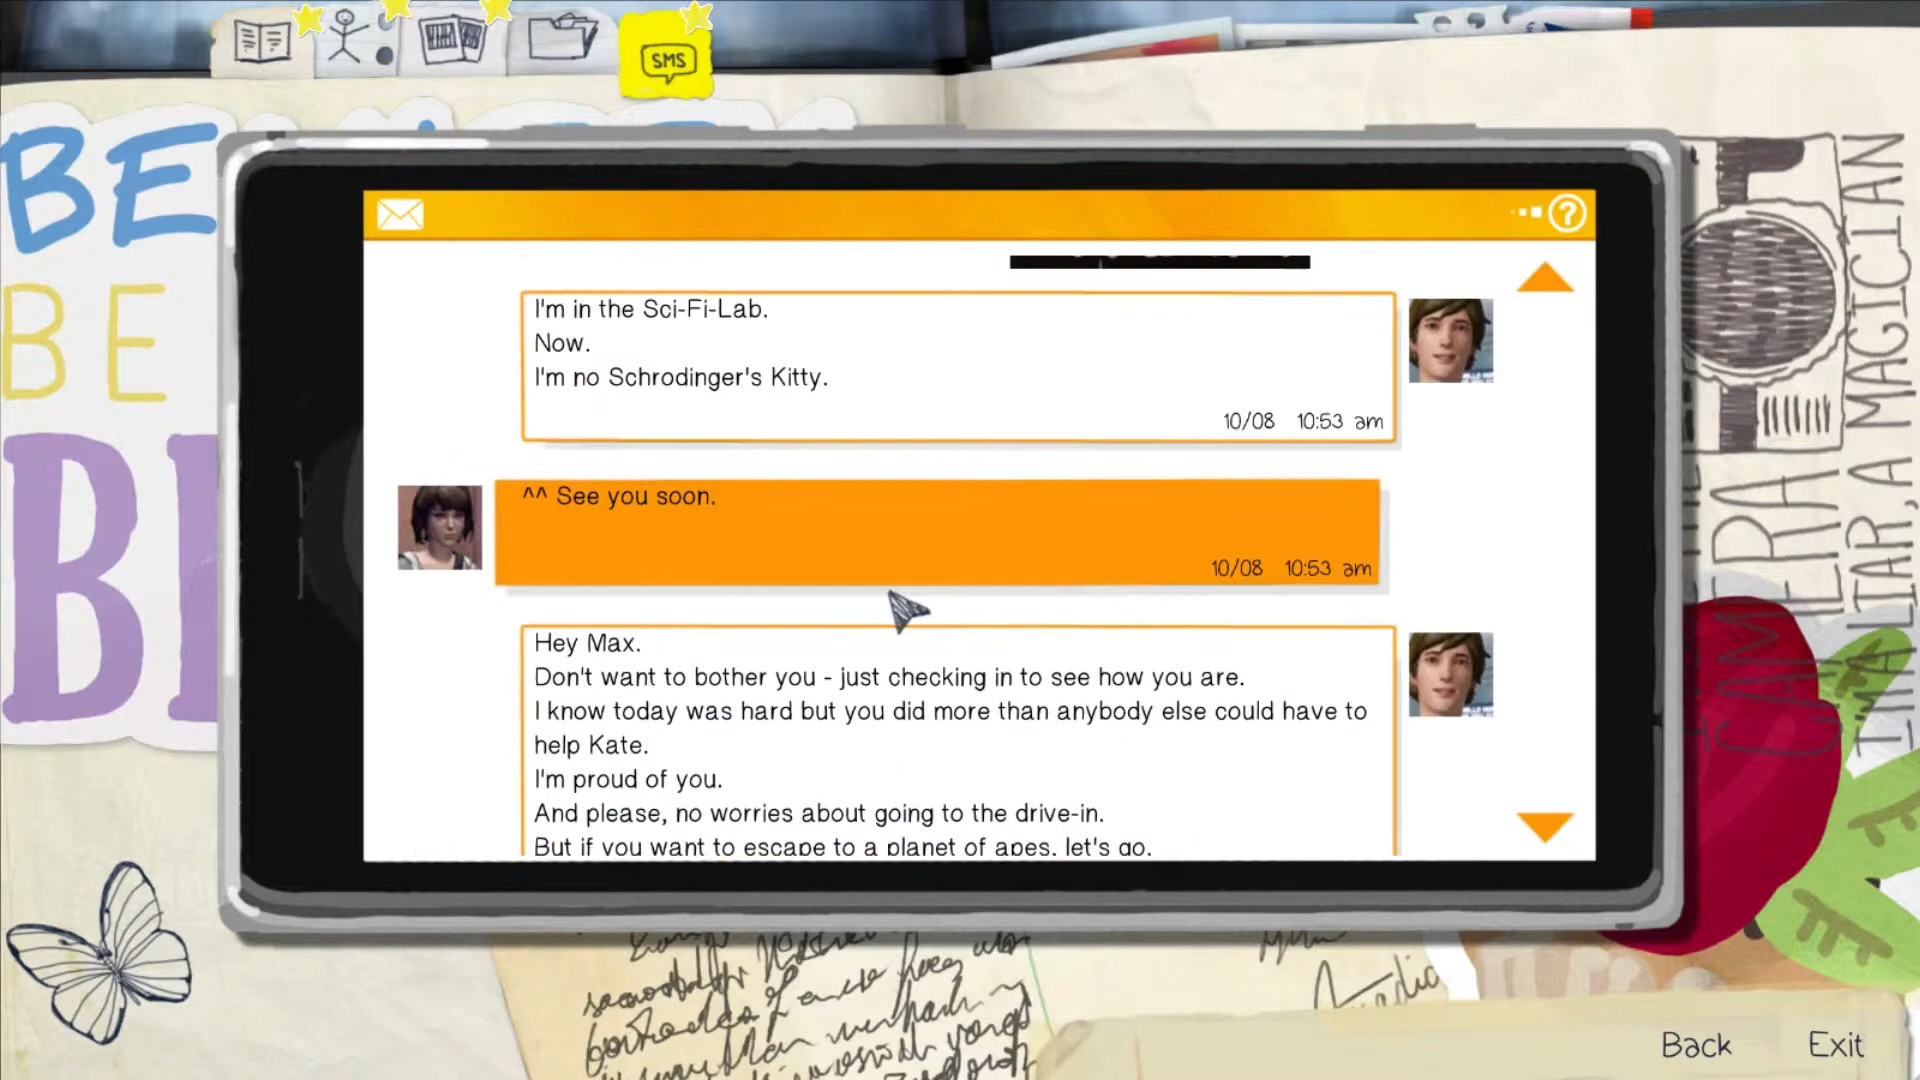 SMS
BE
BE
I'm in the Sci-Fi-Lab.
Now.
I'm no Schrodinger's Kitty.
10/08 10:53 am
^^ See you soon.
10/08 10:53 am
Hey Max.
Don't want to bother you - just checking in to see how you are.
I know today was hard but you did more than anybody else could have to
help Kate.
I'm proud of you.
And please, no worries about going to the drive-in.
But if you want to escape to a planet of apes, let's go.
LIAR, A MAGICIAN
Back
Exit